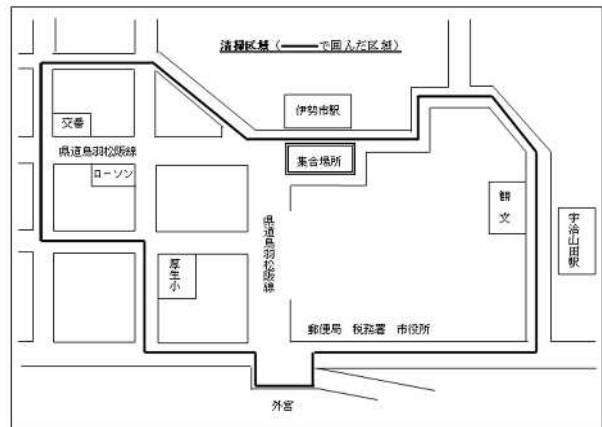 清掃区域（━━━で囲んだ区域）
伊勢市駅
交番
集合場所
県道鳥羽松阪線
ローソン
観文
宇治山田駅
県道鳥羽松阪線
厚生小
郵便局　税務署　市役所
外宮